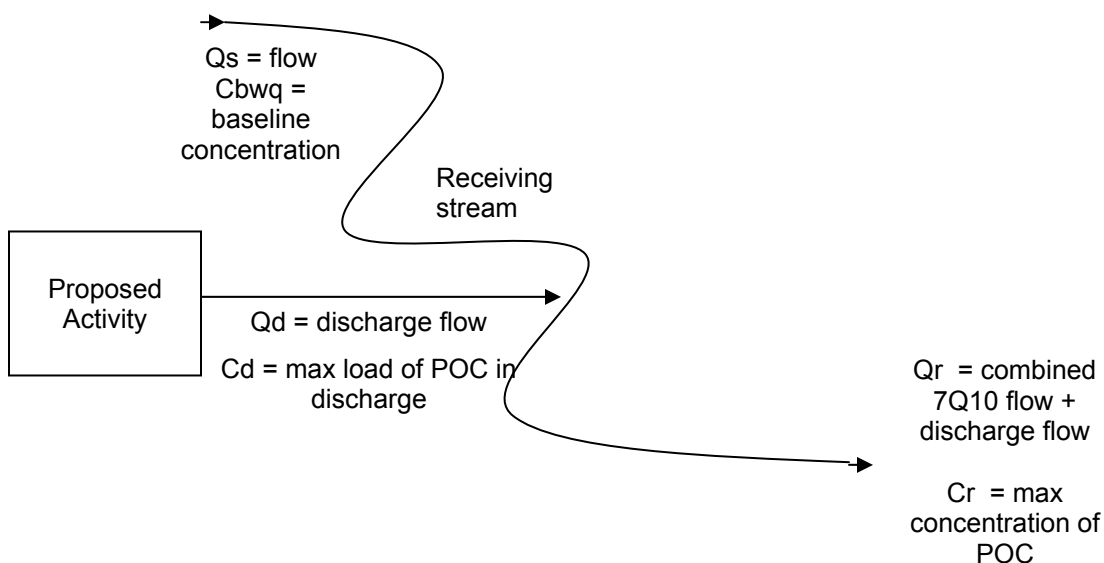 Qs = flow
Cbwq =
baseline
concentration
Receiving
stream
Proposed
Activity
Qd = discharge flow
Cd = max load of POC in
discharge
Qr = combined
7Q10 flow +
discharge flow
Cr = max
concentration of
POC